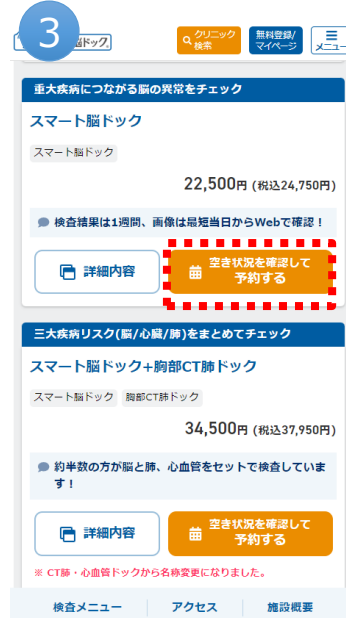 3
脳ドック
クリニック
検索
無料登録/
マイページ
メニュー
重大疾病につながる脳の異常をチェック
スマート脳ドック
スマート脳ドック
22,500円 (税込24,750円)
検査結果は1週間、画像は最短当日からWebで確認！
詳細内容
空き状況を確認して
予約する
三大疾病リスク(脳/心臓/肺)をまとめてチェック
スマート脳ドック+胸部CT肺ドック
スマート脳ドック 胸部CT肺ドック
34,500円 (税込37,950円)
約半数の方が脳と肺、心血管をセットで検査していま
す！
詳細内容
空き状況を確認して
予約する
※ CT肺・心血管ドックから名称変更になりました。
検査メニュー アクセス 施設概要